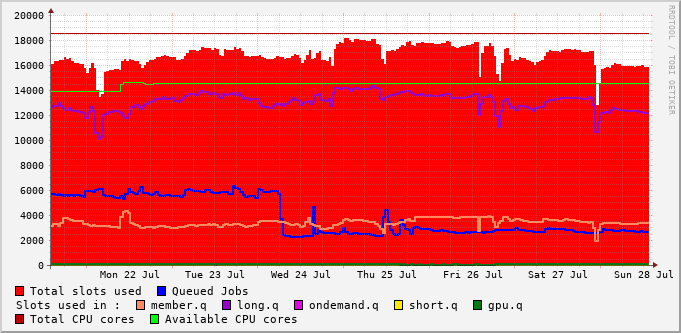 20000
18000
16000
14000
12000
10000
8000
6000
4000
2000
0
Mon 22 Jul Tue 23 Jul Wed 24 Jul Thu 25 Jul Fri 26 Jul Sat 27 Jul Sun 28 Jul
Total slots used Queued Jobs
Slots used in : member.q long.q ondemand.q short.q gpu.q
Total CPU cores Available CPU cores
RRDTOOL / TOBI OETIKER